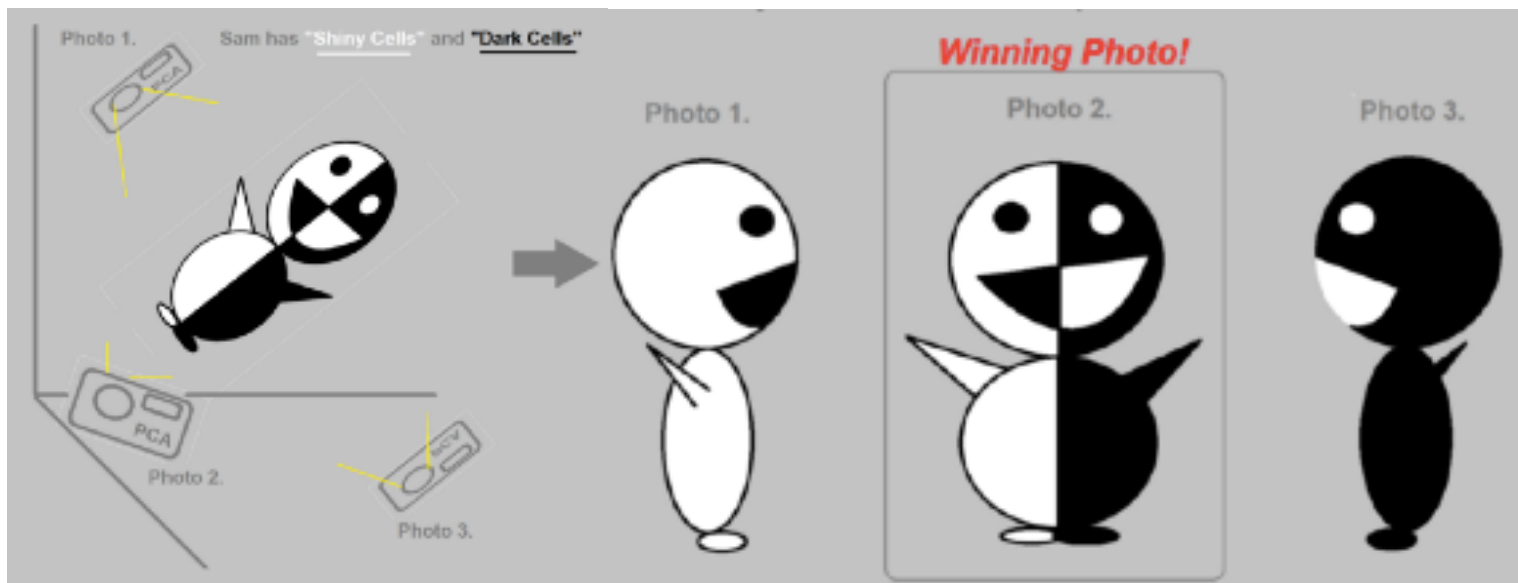 Photo 1.
Sam has "Shiny Cells" and "Dark Cells"
PCA
PCA
Photo 2.
PCA
Photo 3.
Winning Photo!
Photo 1.
Photo 2.
Photo 3.